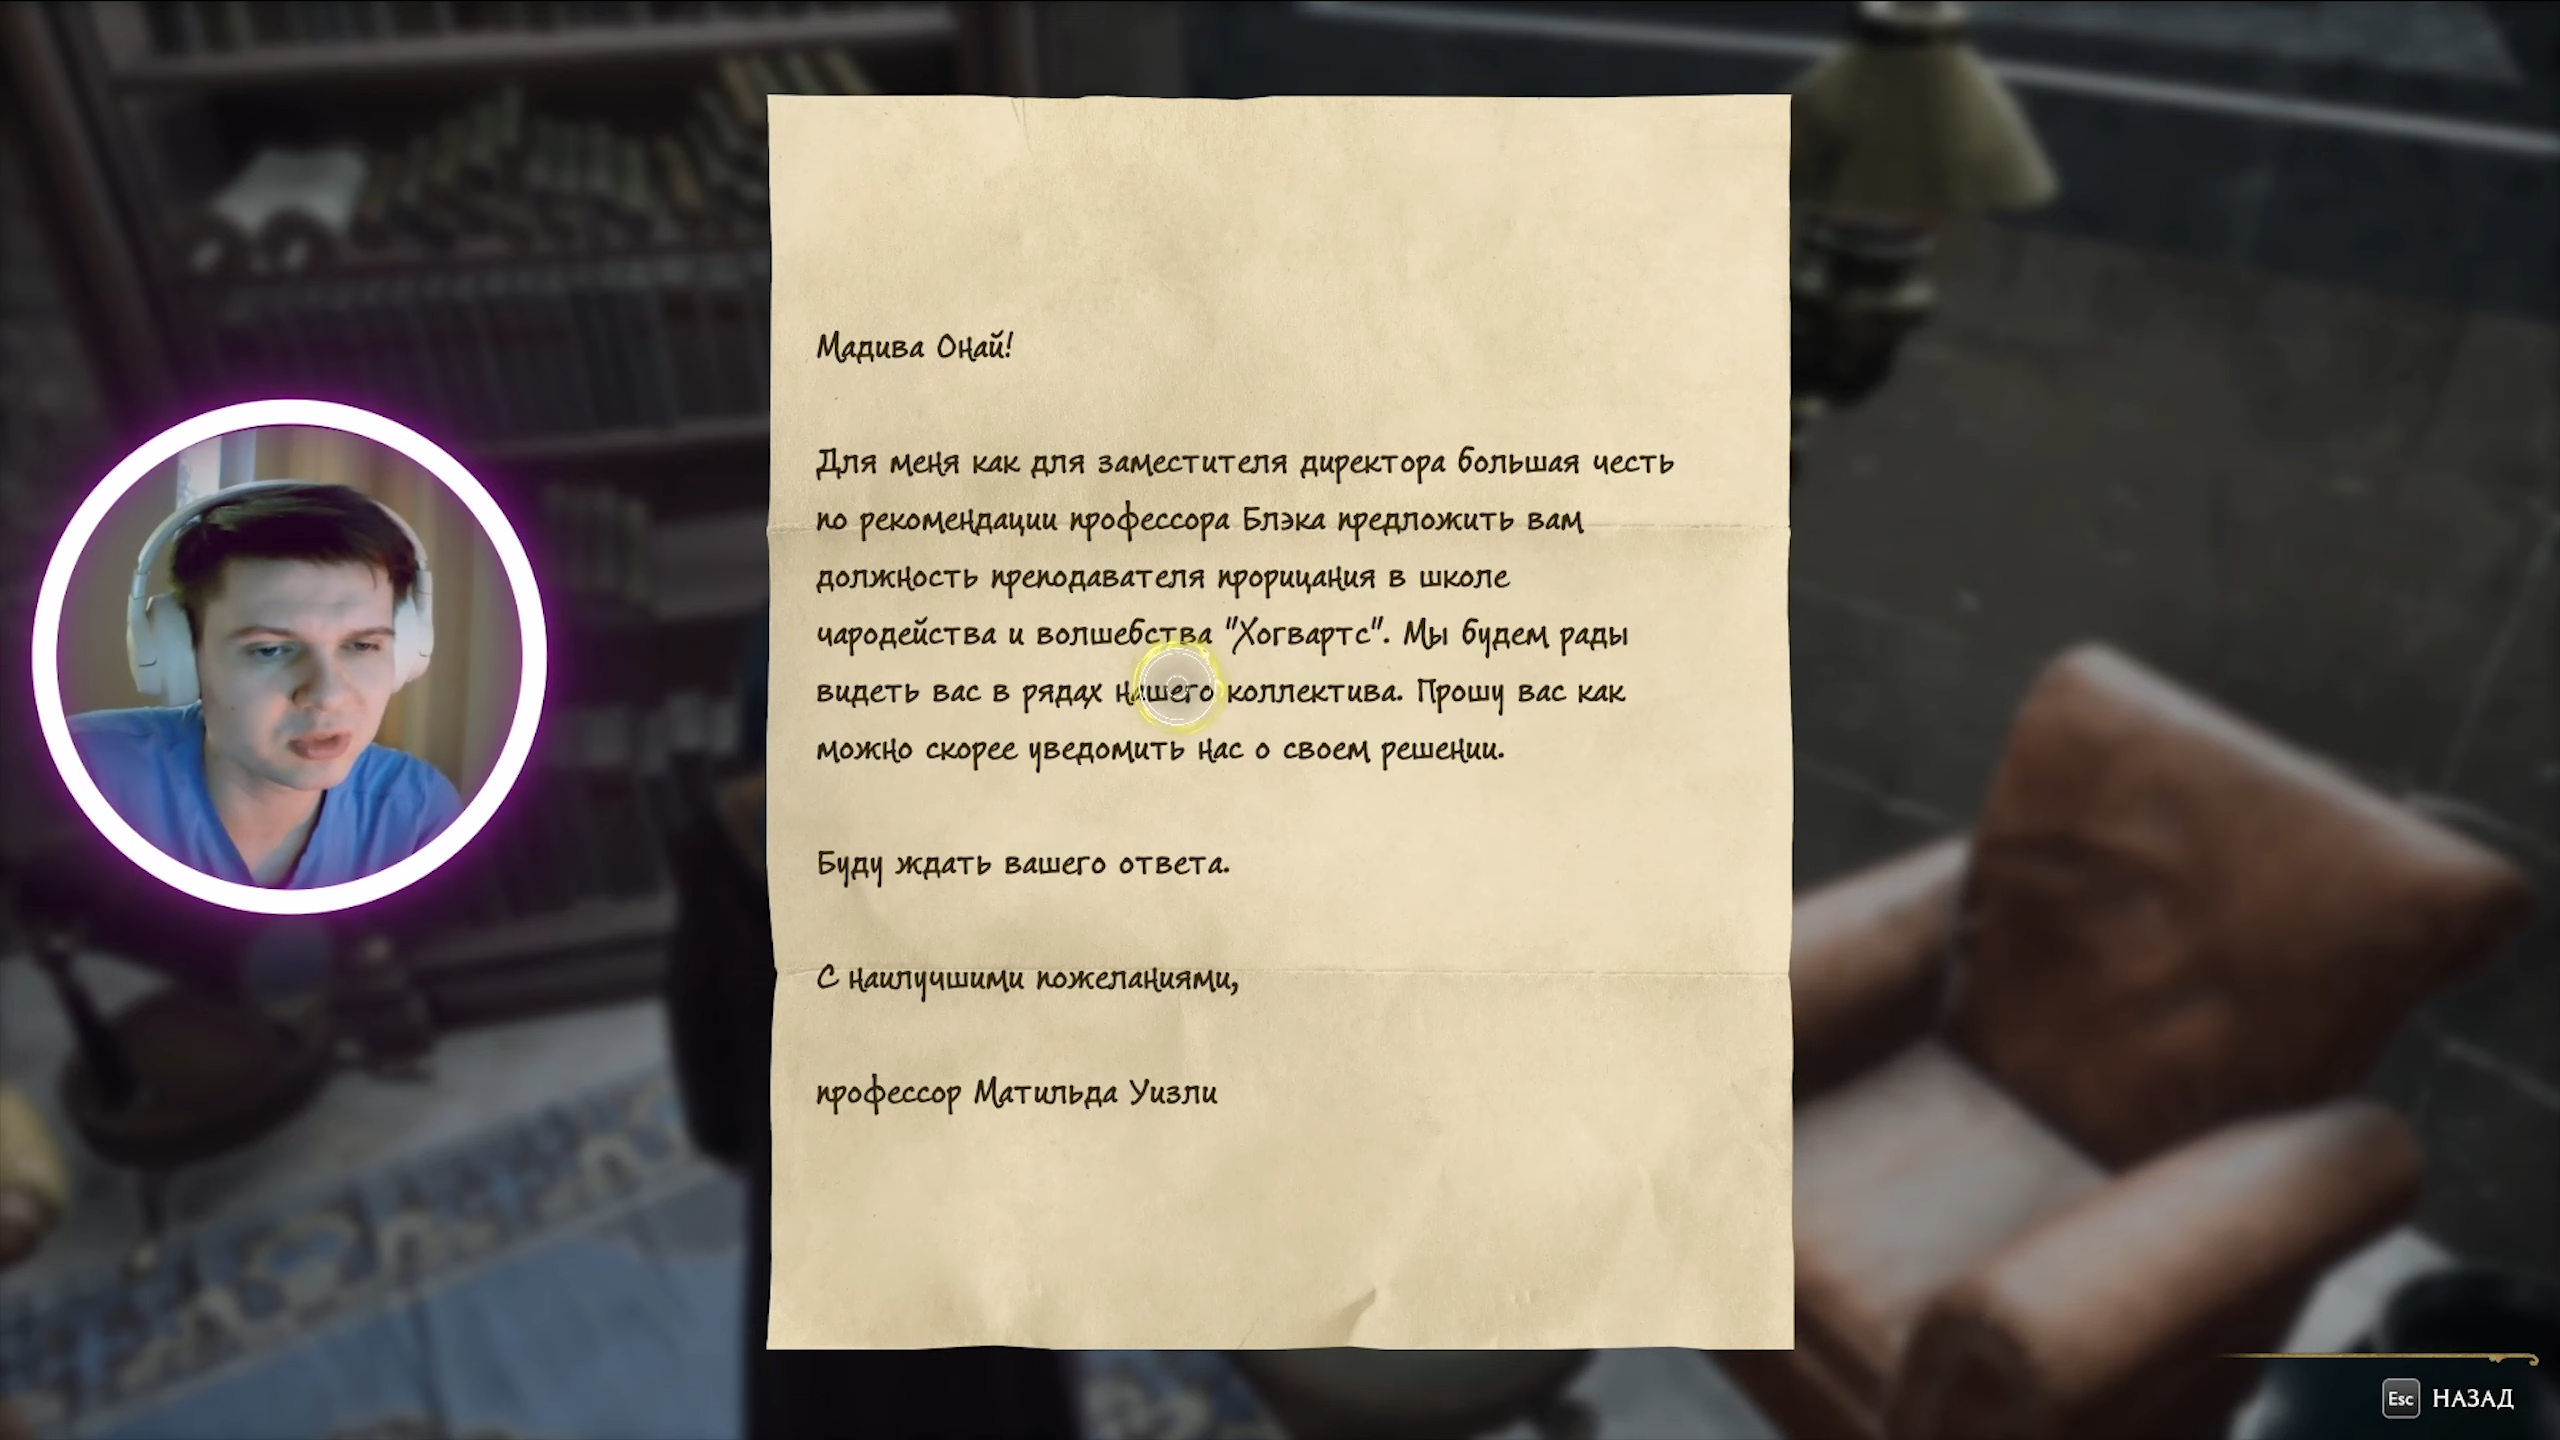 Мадива Онай!
Для меня как для заместителя директора большая честь
по рекомендации профессора Блэка предложить вам
должность преподавателя прорицания в школе
чародейства и волшебства "Хогвартс". Мы будем рады
видеть вас в рядах нашего коллектива. Прошу вас как
можно скорее уведомить нас о своем решении.
Буду ждать вашего ответа.
С наилучшими пожеланиями,
профессор Матильда Уизли
Esc НАЗАД